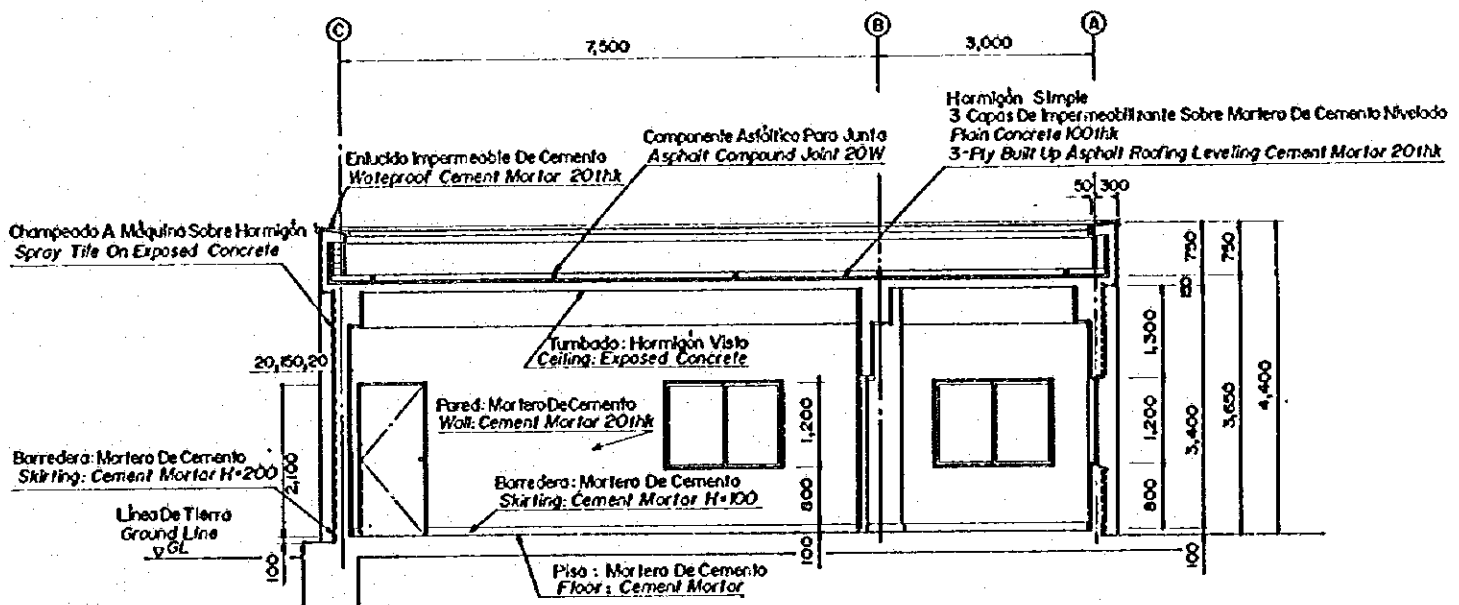 C
B
A
7,500
3,000
Hormigón Simple
3 Capas De Impermeabilizante Sobre Mortero De Cemento Nivelado
Plain Concrete 100thk
3-Ply Built Up Asphalt Roofing Leveling Cement Mortar 20thk
Componente Asfáltico Para Junta
Asphalt Compound Joint 20W
Enlucido Impermeable De Cemento
Wateproof Cement Mortar 20thk
50 300
Champeado A Máquina Sobre Hormigón
Spray Tile On Exposed Concrete
750
750
Tumbado: Hormigón Visto
Ceiling: Exposed Concrete
1,300
20,150,20
4,400
3,650
3,400
1,200
1,200
Pared: Mortero De Cemento
Wall: Cement Mortar 20thk
Barredera: Mortero De Cemento
Skirting: Cement Mortar H=200
2,100
Barredera: Mortero De Cemento
Skirting: Cement Mortar H=100
800
800
Línea De Tierra
Ground Line
GL
100
100
100
Piso: Mortero De Cemento
Floor: Cement Mortar